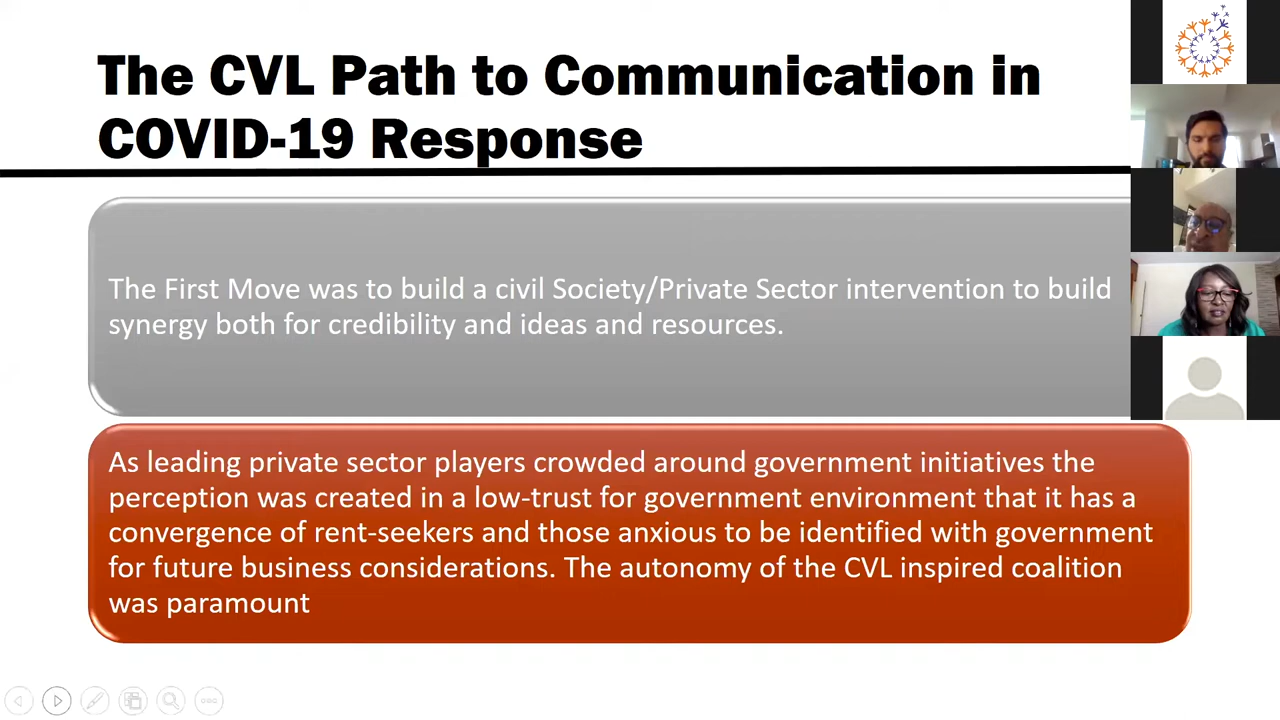 The CVL Path to Communication in
COVID-19 Response
The First Move was to build a civil Society/Private Sector intervention to build
synergy both for credibility and ideas and resources.
As leading private sector players crowded around government initiatives the
perception was created in a low-trust for government environment that it has a
convergence of rent-seekers and those anxious to be identified with government
for future business considerations. The autonomy of the CVL inspired coalition
was paramount